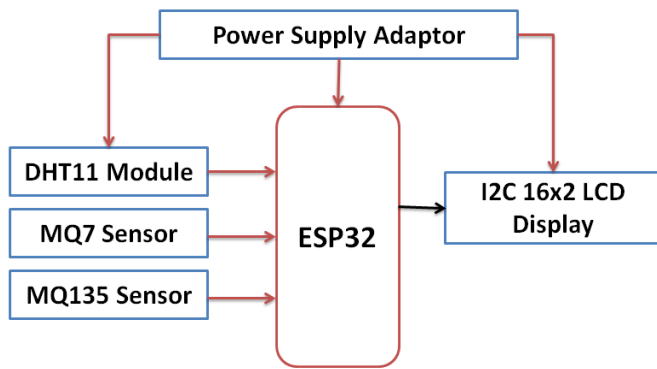 Power Supply Adaptor
DHT11 Module
MQ7 Sensor
MQ135 Sensor
ESP32
I2C 16x2 LCD
Display